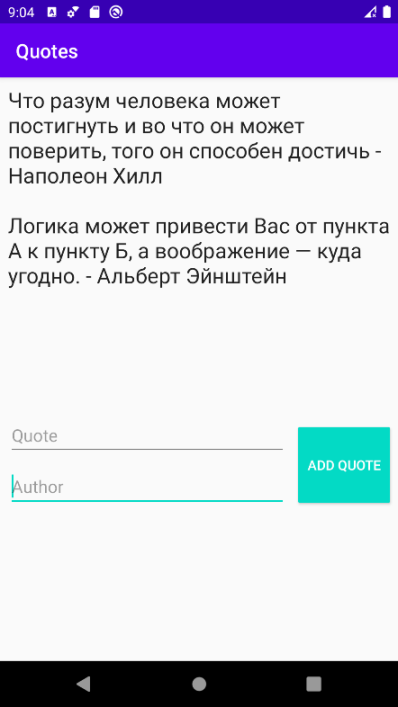 9:04
Quotes
Что разум человека может
постигнуть и во что он может
поверить, того он способен достичь -
Наполеон Хилл
Логика может привести Вас от пункта
А к пункту Б, а воображение — куда
угодно. - Альберт Эйнштейн
Quote
ADD QUOTE
Author